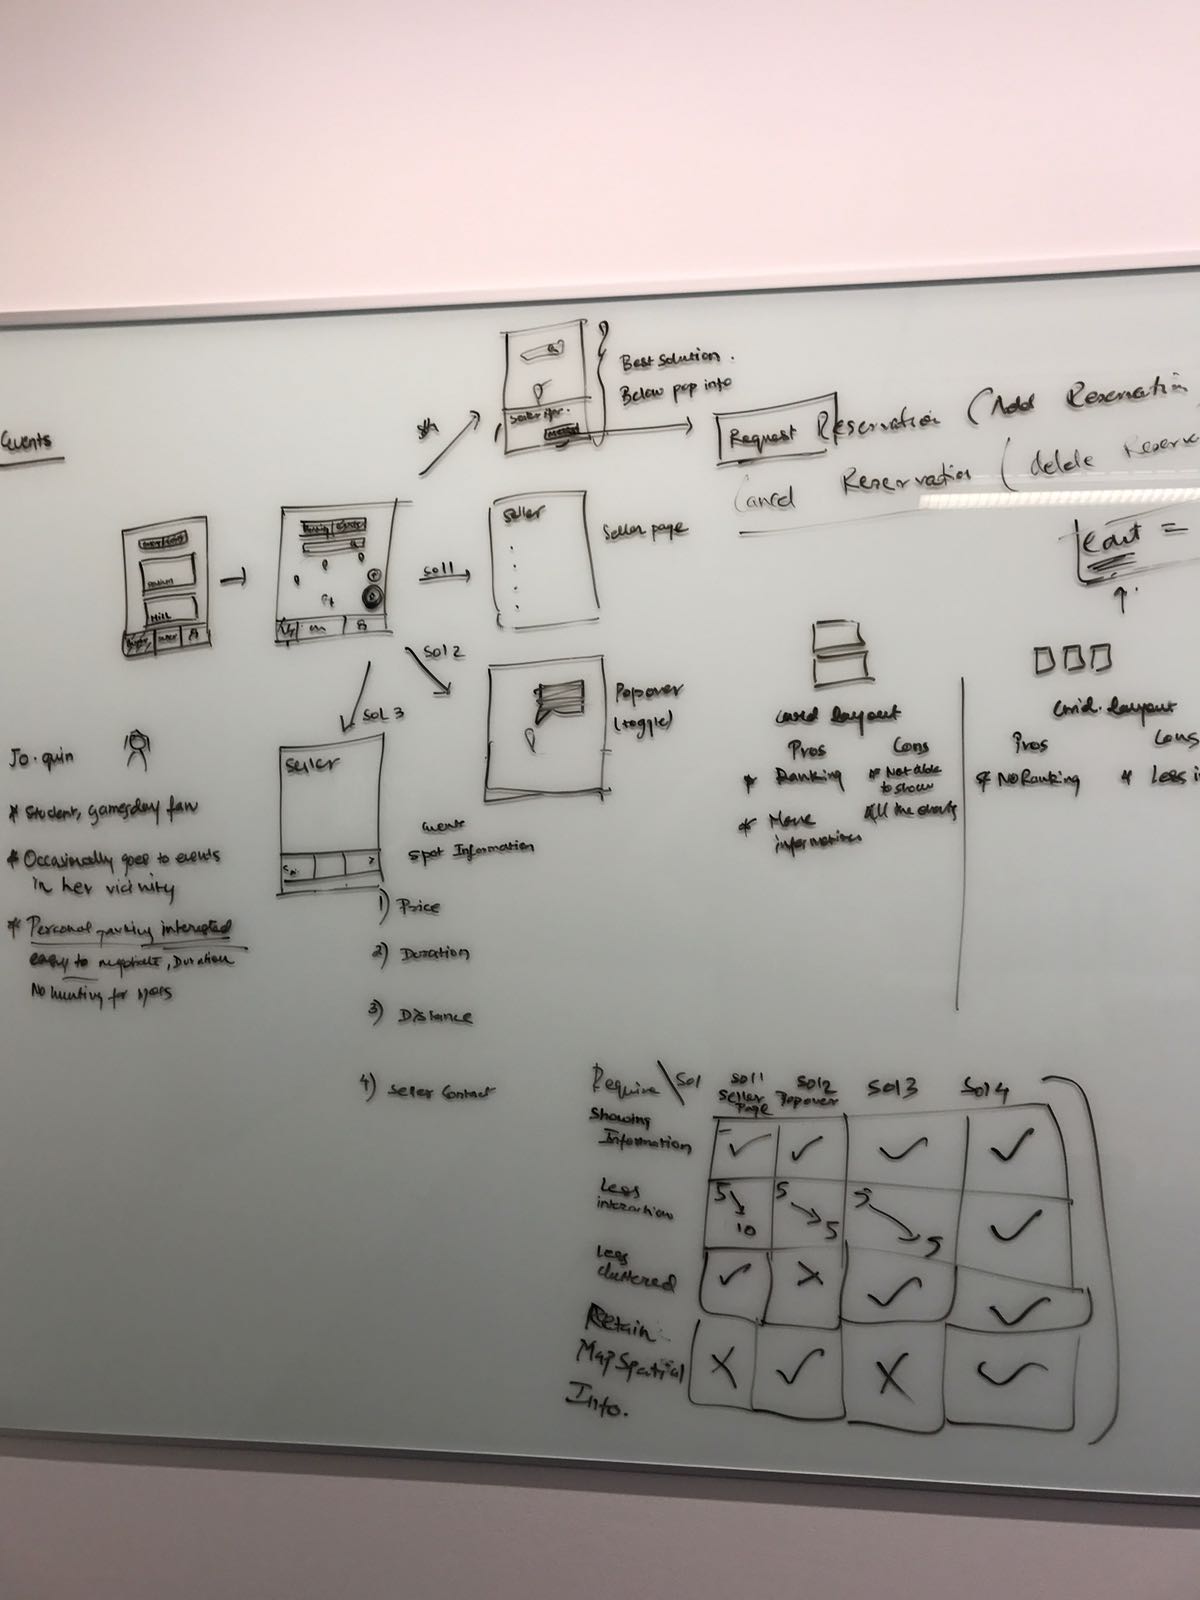 Events
Best Solution.
Below pop info
Request Reservation (Add Reservation
Cancel Reservation (delete Reserv
Seller
Seller page
Sol 1
Sol 2
Sol 3
Popover
(toggle)
Seller
Jo.quin
* Student, gamesday fan
* Occasionally goes to events
in her vicinity
* Personal parking interested
easy to negotiate, Duration
No hunting for spots
Spot Information
1) Price
2) Duration
3) Distance
4) Seller Contact
Card layout
Pros
Cons
* Ranking
* Not able
to show
All the events
* More
information
Grid layout
Pros
Cons
* No Ranking
* Less i
Require \ Sol
Sol 1
Seller
Page
Sol 2
Popover
Sol 3
Sol 4
Showing
Information
✓ ✓ ✓ ✓
Less
interaction
5 ↘ 10
5 ↘ 5
5 ↘ 5
✓
Less
cluttered
✓ X ✓ ✓
Retain
Map Spatial
Info.
X ✓ X ✓